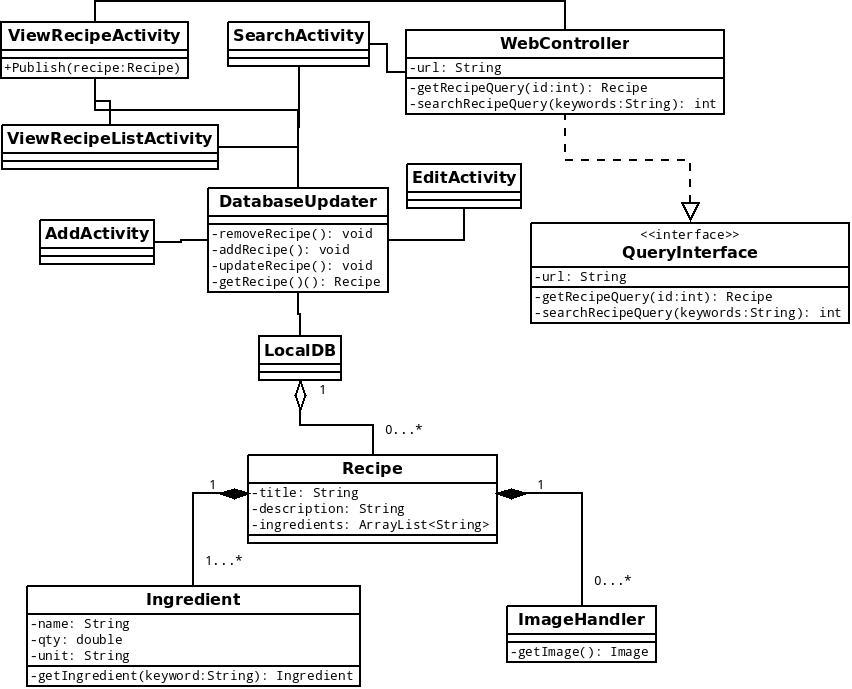 ViewRecipeActivity
+Publish(recipe:Recipe)
SearchActivity
WebController
-url: String
-getRecipeQuery(id:int): Recipe
-searchRecipeQuery(keywords:String): int
ViewRecipeListActivity
EditActivity
DatabaseUpdater
-removeRecipe(): void
-addRecipe(): void
-updateRecipe(): void
-getRecipe()(): Recipe
AddActivity
<<interface>>
QueryInterface
-url: String
-getRecipeQuery(id:int): Recipe
-searchRecipeQuery(keywords:String): int
LocalDB
1
0...*
Recipe
-title: String
-description: String
-ingredients: ArrayList<String>
1
1
1...*
0...*
Ingredient
-name: String
-qty: double
-unit: String
-getIngredient(keyword:String): Ingredient
ImageHandler
-getImage(): Image